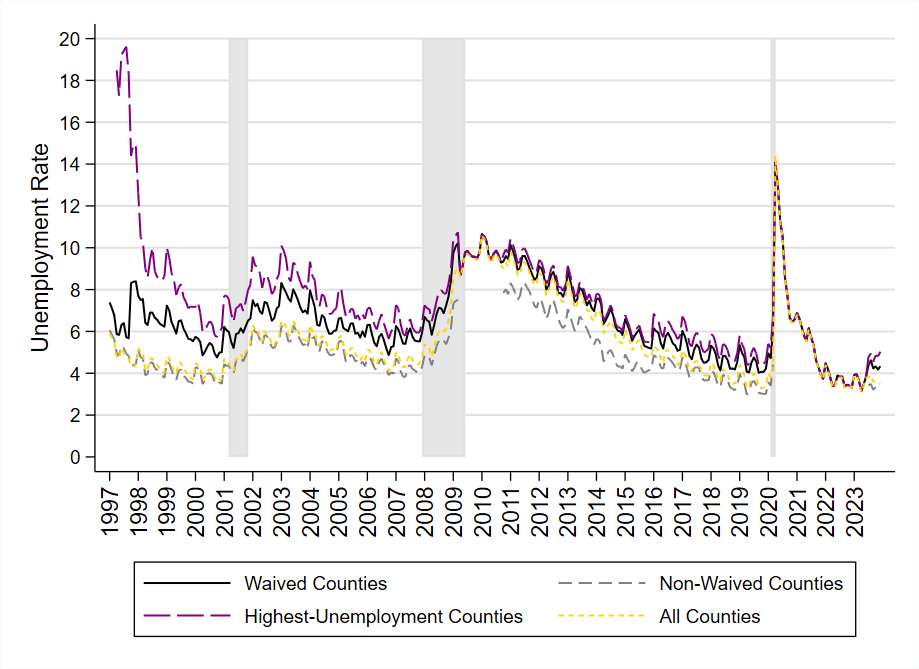 Unemployment Rate
20
18
16
14
12
10
8
6
4
2
0
1997 1998 1999 2000 2001 2002 2003 2004 2005 2006 2007 2008 2009 2010 2011 2012 2013 2014 2015 2016 2017 2018 2019 2020 2021 2022 2023
Waived Counties Non-Waived Counties
Highest-Unemployment Counties All Counties